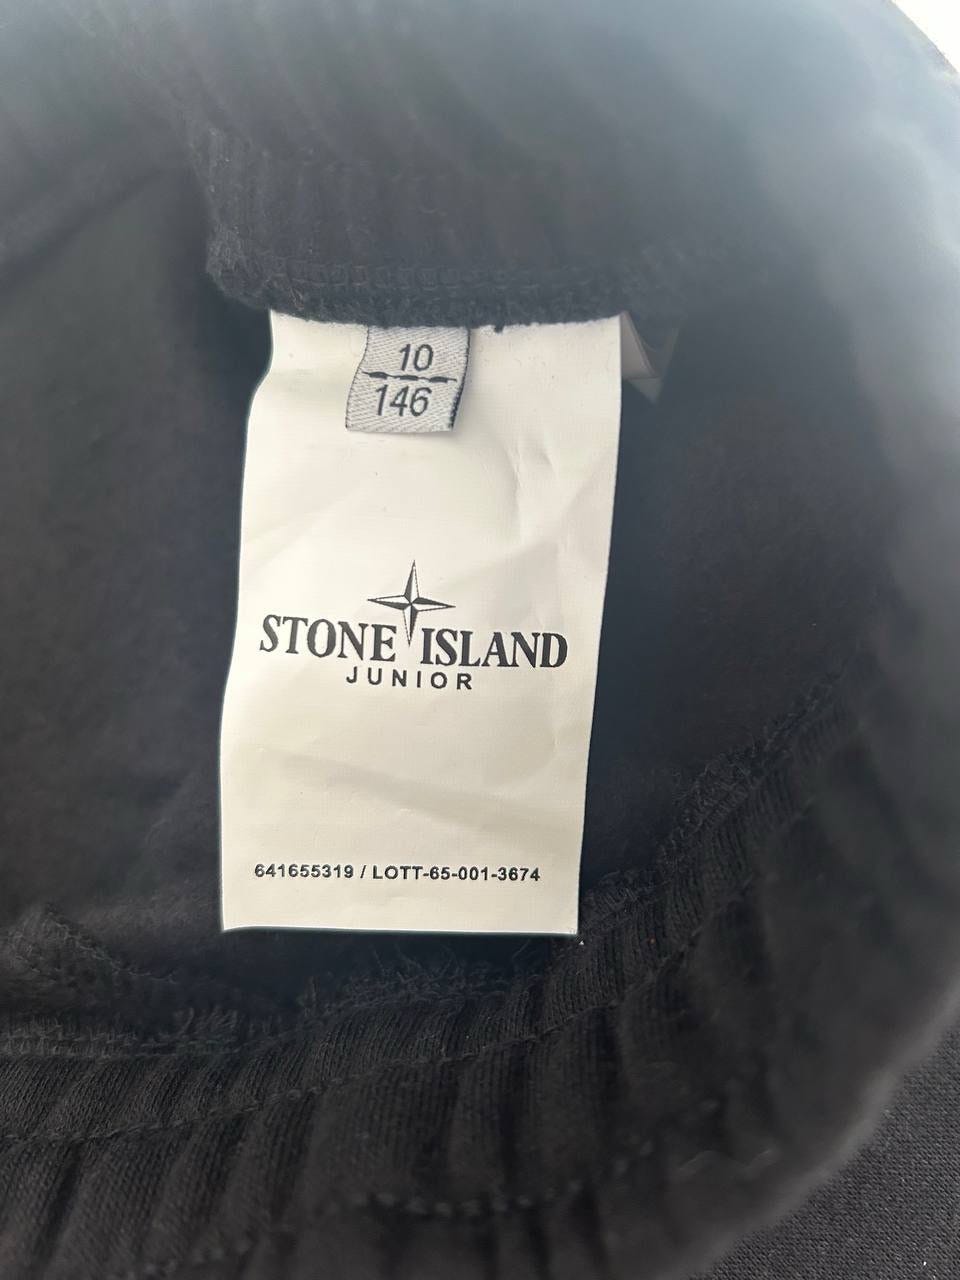 10
146
STONE ISLAND
JUNIOR
641655319 / LOTT-65-001-3674